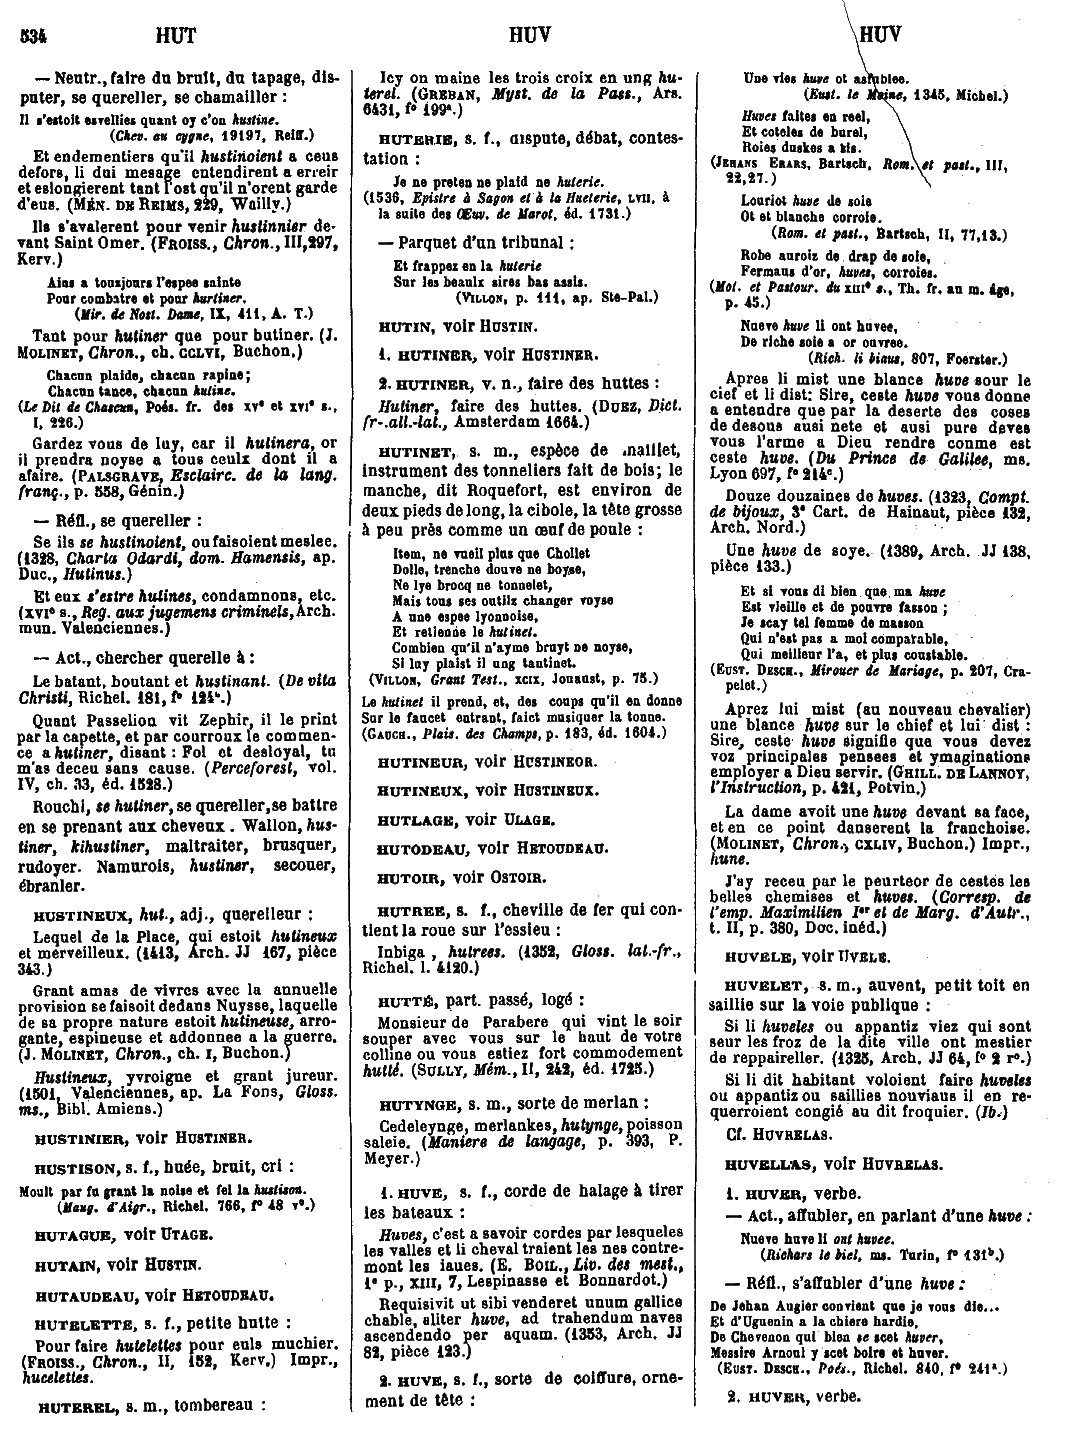 534 HUT HUV HUV
— Neutr., faire du bruit, du tapage, dis-
puter, se quereller, se chamailler :
Il s'estoit esvellies quant oy c'on hustine.
(Chev. au cygne, 19197, Reiff.)
Et endementiers qu'il hustinoient a ceus
defors, li dui mesage entendirent a erreir
et eslongierent tant l'ost qu'il n'orent garde
d'eus. (MÉN. DE REIMS, 229, Wailly.)
Ils s'avalerent pour venir hustinnier de-
vant Saint Omer. (FROISS., Chron., III, 297,
Kerv.)
Ains a tousjours l'espee sainte
Pour combatre et pour hurtiner.
(Mir. de Nost. Dame, IX, 411, A. T.)
Tant pour hutiner que pour butiner. (J.
MOLINET, Chron., ch. CCLVI, Buchon.)
Chacun plaide, chacun rapine;
Chacun tance, chacun hutine.
(Le Dit de Chascun, Poés. fr. des XVe et XVIe s.,
I, 226.)
Gardez vous de luy, car il hutinera, or
il prendra noyse a tous ceulx dont il a
afaire. (PALSGRAVE, Esclairc. de la lang.
franç., p. 558, Génin.)
— Réfl., se quereller :
Se ils se hustinoient, ou faisoient meslee.
(1328, Charta Odardi, dom. Hamensis, ap.
Duc., Hutinus.)
Et eux s'estre hutines, condamnons, etc.
(XVIe s., Reg. aux jugemens criminels, Arch.
mun. Valenciennes.)
— Act., chercher querelle à :
Le batant, boutant et hustinant. (De vita
Christi, Richel. 181, fo 124b.)
Quant Passelion vit Zephir, il le print
par la capette, et par courroux le commen-
ce a hutiner, disant : Fol et desloyal, tu
m'as deceu sans cause. (Perceforest, vol.
IV, ch. 33, éd. 1528.)
Rouchi, se hutiner, se quereller, se battre
en se prenant aux cheveux . Wallon, hus-
tiner, kihustiner, maltraiter, brusquer,
rudoyer. Namurois, hustiner, secouer,
ébranler.
HUSTINEUX, hut., adj., querelleur :
Lequel de la Place, qui estoit hutineux
et merveilleux. (1413, Arch. JJ 167, pièce
343.)
Grant amas de vivres avec la annuelle
provision se faisoit dedans Nuysse, laquelle
de sa propre nature estoit hutineuse, arro-
gante, espineuse et addonnee a la guerre.
(J. MOLINET, Chron., ch. I, Buchon.)
Hustineux, yvroigne et grant jureur.
(1501, Valenciennes, ap. La Fons, Gloss.
ms., Bibl. Amiens.)
HUSTINIER, voir HUSTINER.
HUSTISON, s. f., huée, bruit, cri :
Moult par fu grant la noise et fel la hustison.
(Maug. d'Aigr., Richel. 766, fo 48 vo.)
HUTAGUE, voir UTAGE.
HUTAIN, voir HUSTIN.
HUTAUDEAU, voir HETOUDEAU.
HUTELETTE, s. f., petite hutte :
Pour faire hutelettes pour euls muchier.
(FROISS., Chron., II, 152, Kerv.) Impr.,
hucelettes.
HUTEREL, s. m., tombereau :
Icy on maine les trois croix en ung hu-
terel. (GREBAN, Myst. de la Pass., Ars.
6431, fo 199a.)
HUTERIE, s. f., dispute, débat, contes-
tation :
Je ne preten ne plaid ne huterie.
(1536, Epistre à Sagon et à la Hueterie, LVII, à
la suite des Œuv. de Marot, éd. 1731.)
— Parquet d'un tribunal :
Et frappez en la huterie
Sur les beaulx sires bas assis.
(VILLON, p. 111, ap. Ste-Pal.)
HUTIN, voir HUSTIN.
1. HUTINER, voir HUSTINER.
2. HUTINER, v. n., faire des huttes :
Hutiner, faire des huttes. (DUEZ, Dict.
fr.-all.-lat., Amsterdam 1664.)
HUTINET, s. m., espèce de maillet,
instrument des tonneliers fait de bois; le
manche, dit Roquefort, est environ de
deux pieds de long, la cibole, la tête grosse
à peu près comme un œuf de poule :
Item, ne vueil plus que Chollet
Dolle, trenche douve ne boyse,
Ne lye brocq ne tonnelet,
Mais tous ses outilz changer voyse
A une espee lyonnoise,
Et retienne le hutinet.
Combien qu'il n'ayme bruyt ne noyse,
Si luy plaist il ung tantinet.
(VILLON, Grant Test., XCIX, Jouaust, p. 75.)
Le hutinet il prend, et, des coups qu'il en donne
Sur le faucet entrant, faict musiquer la tonne.
(GAUCH., Plais. des Champs, p. 183, éd. 1604.)
HUTINEUR, voir HUSTINEOR.
HUTINEUX, voir HUSTINEUX.
HUTLAGE, voir ULAGE.
HUTODEAU, voir HETOUDEAU.
HUTOIR, voir OSTOIR.
HUTREE, s. f., cheville de fer qui con-
tient la roue sur l'essieu :
Inbiga , hutrees. (1352, Gloss. lat.-fr.,
Richel. l. 4120.)
HUTTÉ, part. passé, logé :
Monsieur de Parabere qui vint le soir
souper avec vous sur le haut de votre
colline ou vous estiez fort commodement
hutté. (SULLY, Mém., II, 242, éd. 1725.)
HUTYNGE, s. m., sorte de merlan :
Cedeleynge, merlankes, hutynge, poisson
saleie. (Maniere de langage, p. 393, P.
Meyer.)
1. HUVE, s. f., corde de halage à tirer
les bateaux :
Huves, c'est a savoir cordes par lesqueles
les valles et li cheval traient les nes contre-
mont les iaues. (E. BOIL., Liv. des mest.,
1e p., XIII, 7, Lespinasse et Bonnardot.)
Requisivit ut sibi venderet unum gallice
chable, aliter huve, ad trahendum naves
ascendendo per aquam. (1353, Arch. JJ
82, pièce 123.)
2. HUVE, s. f., sorte de coiffure, orne-
ment de tête :
Une vies huve ot asfublee.
(Eust. le Moine, 1345, Michel.)
Huves faites en reel,
Et coteles de burel,
Roies duskes a bis.
(JEHANS ERARS, Bartsch, Rom. et past., III,
22, 27.)
Louriot huve de soie
Ot et blanche corroie.
(Rom. et past., Bartsch, II, 77, 13.)
Robe auroiz de drap de soie,
Fermaus d'or, huves, corroies.
(Mot. et Pastour. du XIIIe s., Th. fr. au m. âge,
p. 45.)
Nueve huve li ont huvee,
De riche soie a or ouvree.
(Rich. li biaus, 807, Foerster.)
Apres li mist une blance huve sour le
cief et li dist: Sire, ceste huve vous donne
a entendre que par la deserte des coses
de desous ausi nete et ausi pure deves
vous l'arme a Dieu rendre conme est
ceste huve. (Du Prince de Galilee, ms.
Lyon 697, fo 214c.)
Douze douzaines de huves. (1323, Compt.
de bijoux, 3e Cart. de Hainaut, pièce 132,
Arch. Nord.)
Une huve de soye. (1389, Arch. JJ 138,
pièce 133.)
Et si vous di bien que ma huve
Est vieille et de pouvre fasson ;
Je scay tel femme de masson
Qui n'est pas a moi comparable,
Qui meilleur l'a, et plus coustable.
(EUST. DESCH., Mirouer de Mariage, p. 207, Cra-
pelet.)
Aprez lui mist (au nouveau chevalier)
une blance huve sur le chief et lui dist :
Sire, ceste huve signifie que vous devez
voz principales pensees et ymaginations
employer a Dieu servir. (GHILL. DE LANNOY,
l'Instruction, p. 421, Potvin.)
La dame avoit une huve devant sa face,
et en ce point danserent la franchoise.
(MOLINET, Chron., CXLIV, Buchon.) Impr.,
hune.
J'ay receu par le peurteor de cestes les
belles chemises et huves. (Corresp. de
l'emp. Maximilien Ier et de Marg. d'Autr.,
t. II, p. 380, Doc. inéd.)
HUVELE, voir UVELE.
HUVELET, s. m., auvent, petit toit en
saillie sur la voie publique :
Si li huveles ou appantiz viez qui sont
seur les froz de la dite ville ont mestier
de reppaireller. (1325, Arch. JJ 64, fo 2 ro.)
Si li dit habitant voloient faire huveles
ou appantiz ou saillies nouviaus il en re-
querroient congié au dit froquier. (Ib.)
Cf. HUVRELAS.
HUVELLAS, voir HUVRELAS.
1. HUVER, verbe.
— Act., affubler, en parlant d'une huve :
Nueve huve li ont huvee.
(Richars le biel, ms. Turin, fo 131b.)
— Réfl., s'affubler d'une huve :
De Jehan Augier convient que je vous die...
Et d'Uguenin a la chiere hardie,
De Chevenon qui bien se scet huver,
Messire Arnoul y scet boire et huver.
(EUST. DESCH., Poés., Richel. 840, fo 241a.)
2. HUVER, verbe.